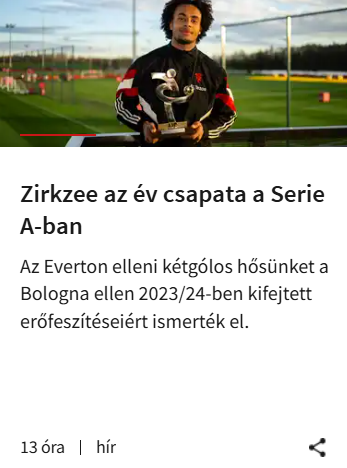 Zirkzee az év csapata a Serie
A-ban
Az Everton elleni kétgólos hősünket a
Bologna ellen 2023/24-ben kifejtett
erőfeszítéseiért ismerték el.
13 óra | hír